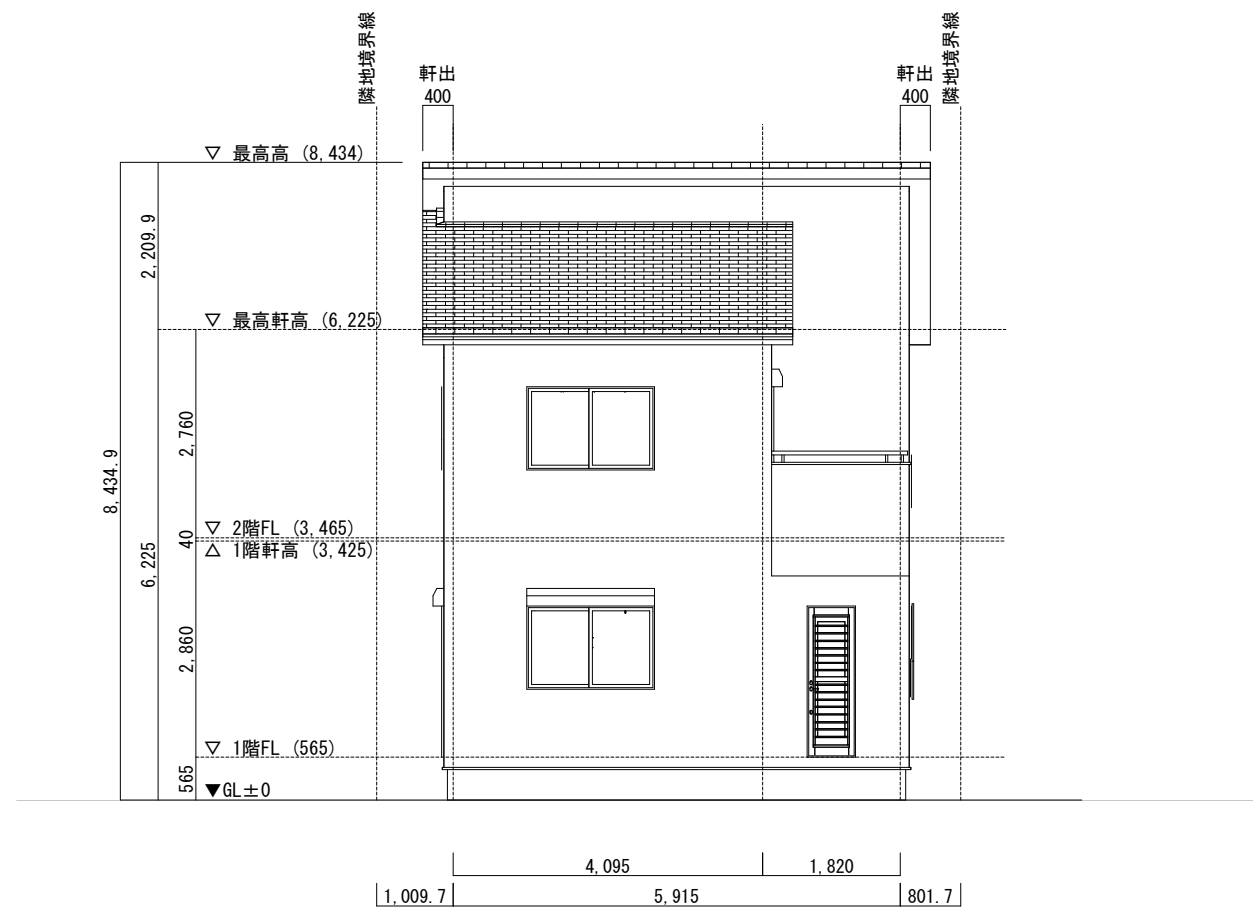 隣地境界線
隣地境界線
軒出
400
軒出
400
▽ 最高高 (8,434)
2,209.9
▽ 最高軒高 (6,225)
2,760
8,434.9
▽ 2階FL (3,465)
40
△ 1階軒高 (3,425)
6,225
2,860
▽ 1階FL (565)
565
▼GL±0
4,095
1,820
1,009.7
5,915
801.7